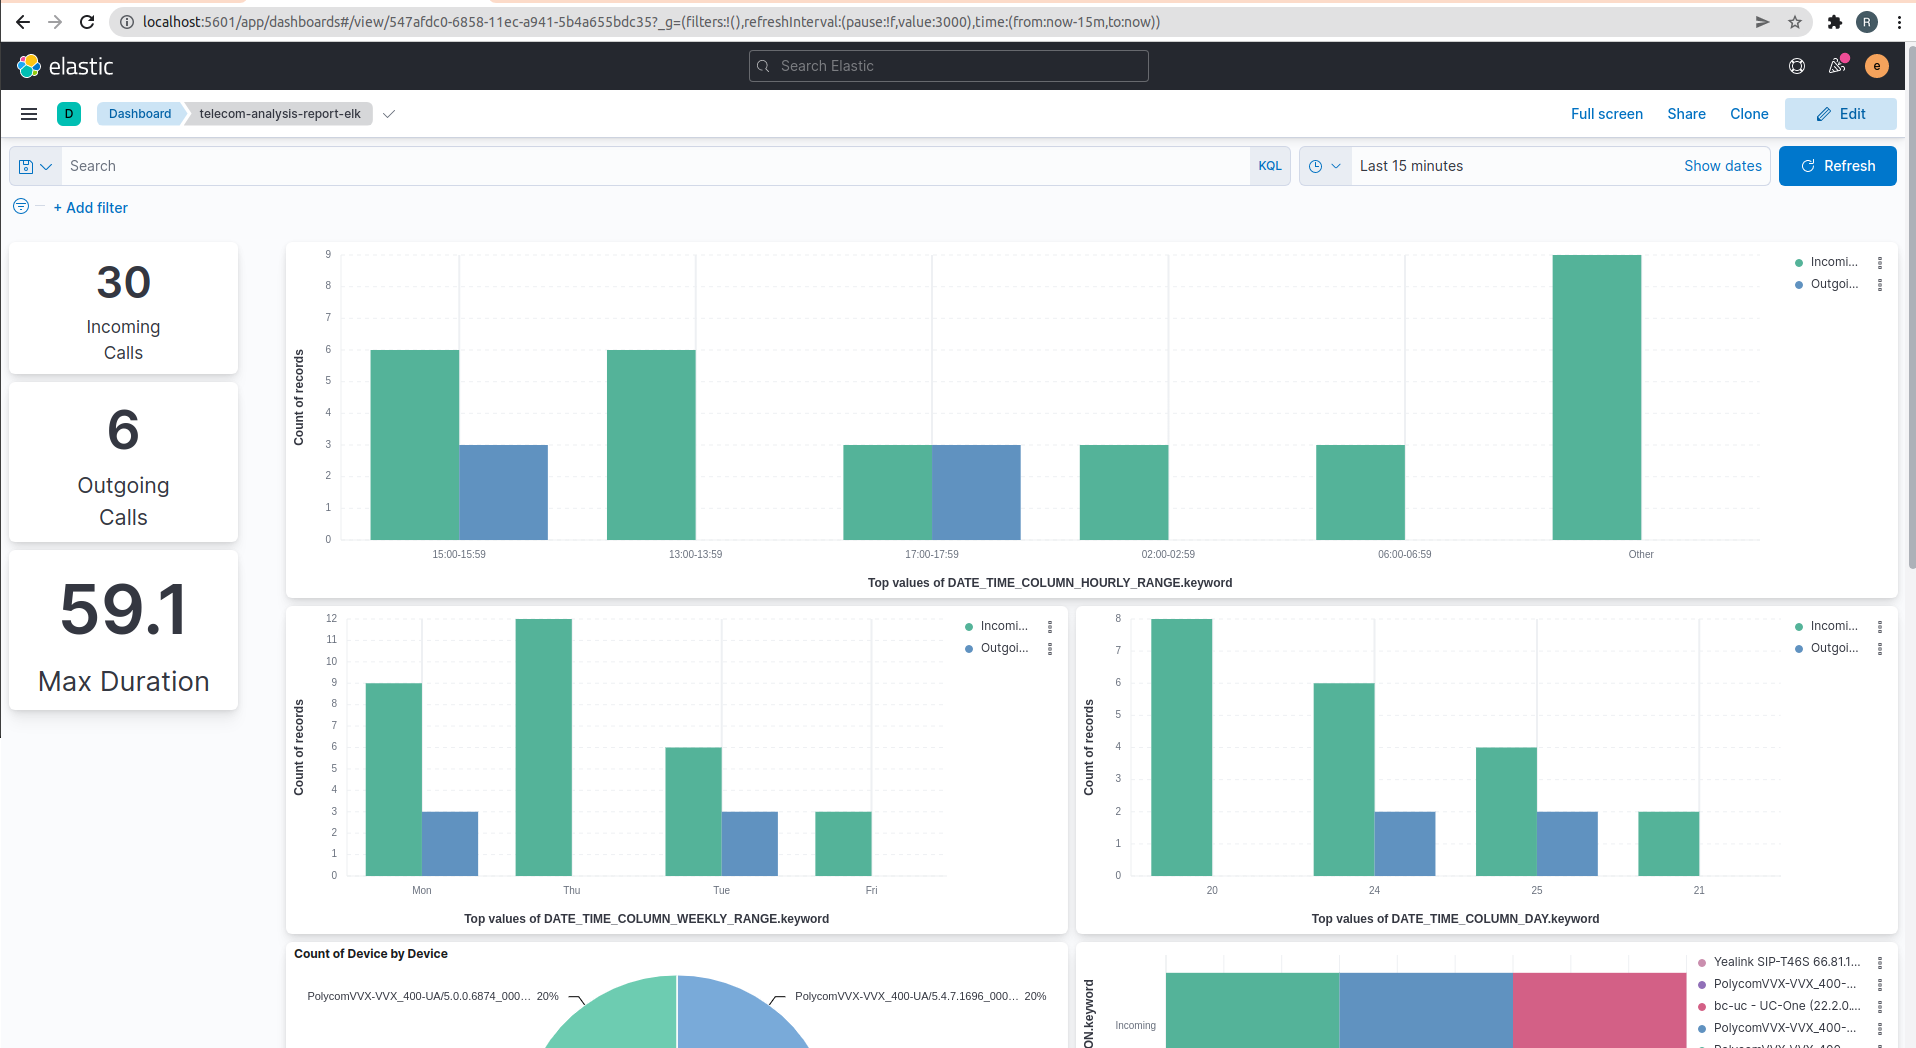 localhost:5601/app/dashboards#/view/547afdc0-6858-11ec-a941-5b4a655bdc35?_g=(filters:!(),refreshInterval:(pause:!f,value:3000),time:(from:now-15m,to:now))
R
elastic
Search Elastic
e
D
Dashboard
telecom-analysis-report-elk
Full screen
Share
Clone
Edit
Search
KQL
Last 15 minutes
Show dates
Refresh
+ Add filter
30
Incoming
Calls
6
Outgoing
Calls
59.1
Max Duration
Count of records
9
8
7
6
5
4
3
2
1
0
15:00-15:59
13:00-13:59
17:00-17:59
02:00-02:59
06:00-06:59
Other
Top values of DATE_TIME_COLUMN_HOURLY_RANGE.keyword
Incomi...
Outgoi...
Count of records
12
11
10
9
8
7
6
5
4
3
2
1
0
Mon
Thu
Tue
Fri
Top values of DATE_TIME_COLUMN_WEEKLY_RANGE.keyword
Incomi...
Outgoi...
Count of records
8
7
6
5
4
3
2
1
0
20
24
25
21
Top values of DATE_TIME_COLUMN_DAY.keyword
Incomi...
Outgoi...
Count of Device by Device
PolycomVVX-VVX_400-UA/5.0.0.6874_000... 20%
PolycomVVX-VVX_400-UA/5.4.7.1696_000... 20%
ON.keyword
Incoming
Yealink SIP-T46S 66.81.1...
PolycomVVX-VVX_400-...
bc-uc - UC-One (22.2.0....
PolycomVVX-VVX_400-...